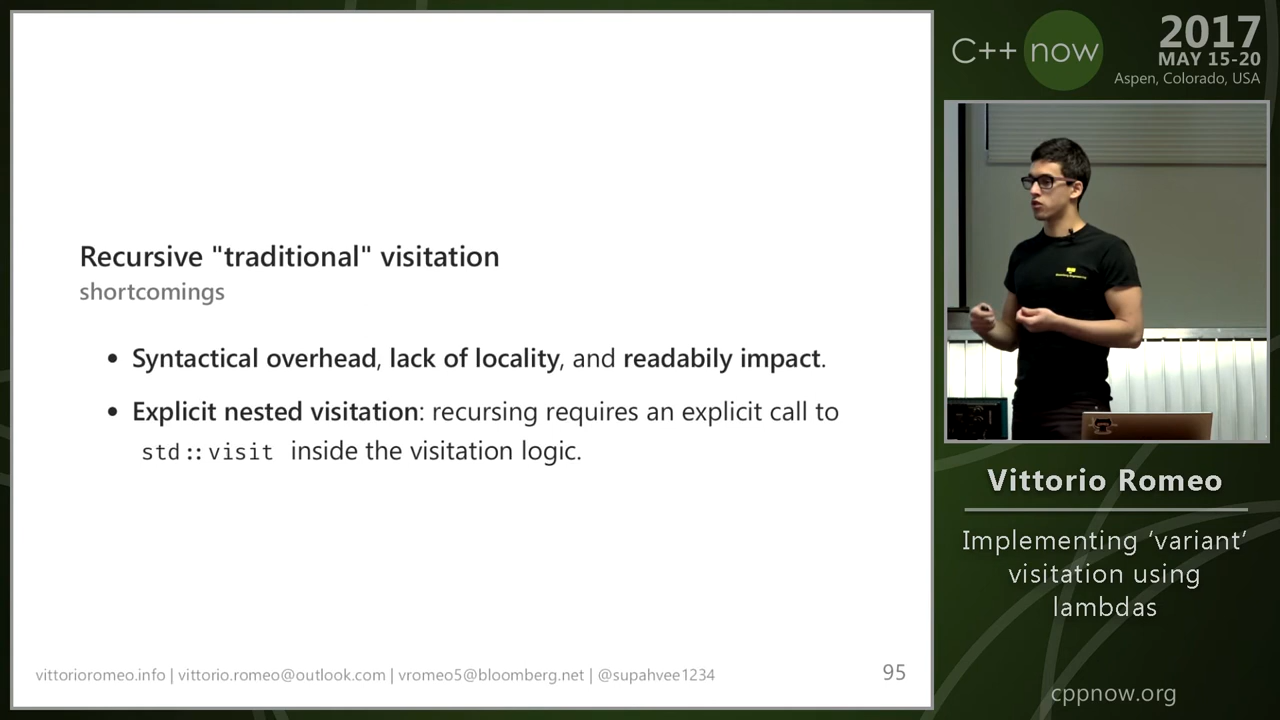 Recursive "traditional" visitation
shortcomings
• Syntactical overhead, lack of locality, and readabily impact.
• Explicit nested visitation: recursing requires an explicit call to
std::visit inside the visitation logic.
vittorioromeo.info | vittorio.romeo@outlook.com | vromeo5@bloomberg.net | @supahvee1234
95
C++ now
2017
MAY 15-20
Aspen, Colorado, USA
Vittorio Romeo
Implementing ‘variant’
visitation using
lambdas
cppnow.org